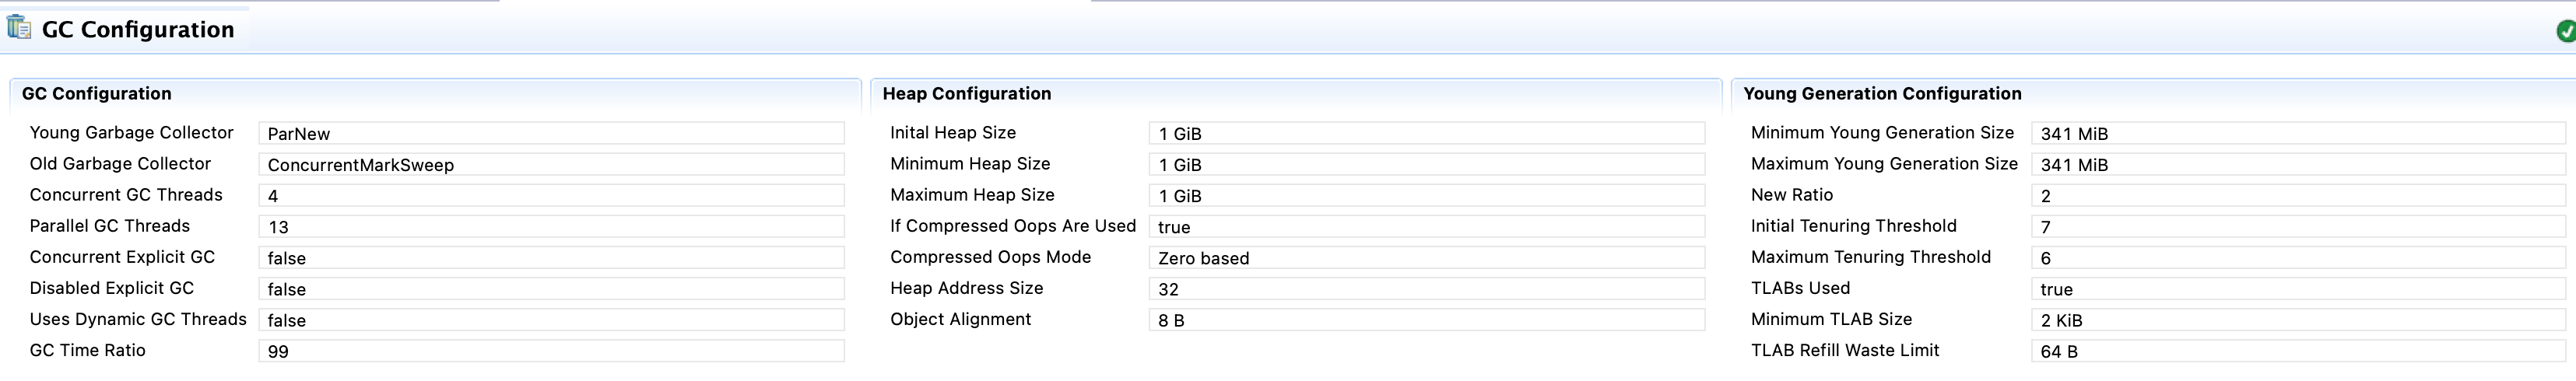 GC Configuration
GC Configuration
Young Garbage Collector ParNew
Old Garbage Collector ConcurrentMarkSweep
Concurrent GC Threads 4
Parallel GC Threads 13
Concurrent Explicit GC false
Disabled Explicit GC false
Uses Dynamic GC Threads false
GC Time Ratio 99
Heap Configuration
Inital Heap Size 1 GiB
Minimum Heap Size 1 GiB
Maximum Heap Size 1 GiB
If Compressed Oops Are Used true
Compressed Oops Mode Zero based
Heap Address Size 32
Object Alignment 8 B
Young Generation Configuration
Minimum Young Generation Size 341 MiB
Maximum Young Generation Size 341 MiB
New Ratio 2
Initial Tenuring Threshold 7
Maximum Tenuring Threshold 6
TLABs Used true
Minimum TLAB Size 2 KiB
TLAB Refill Waste Limit 64 B